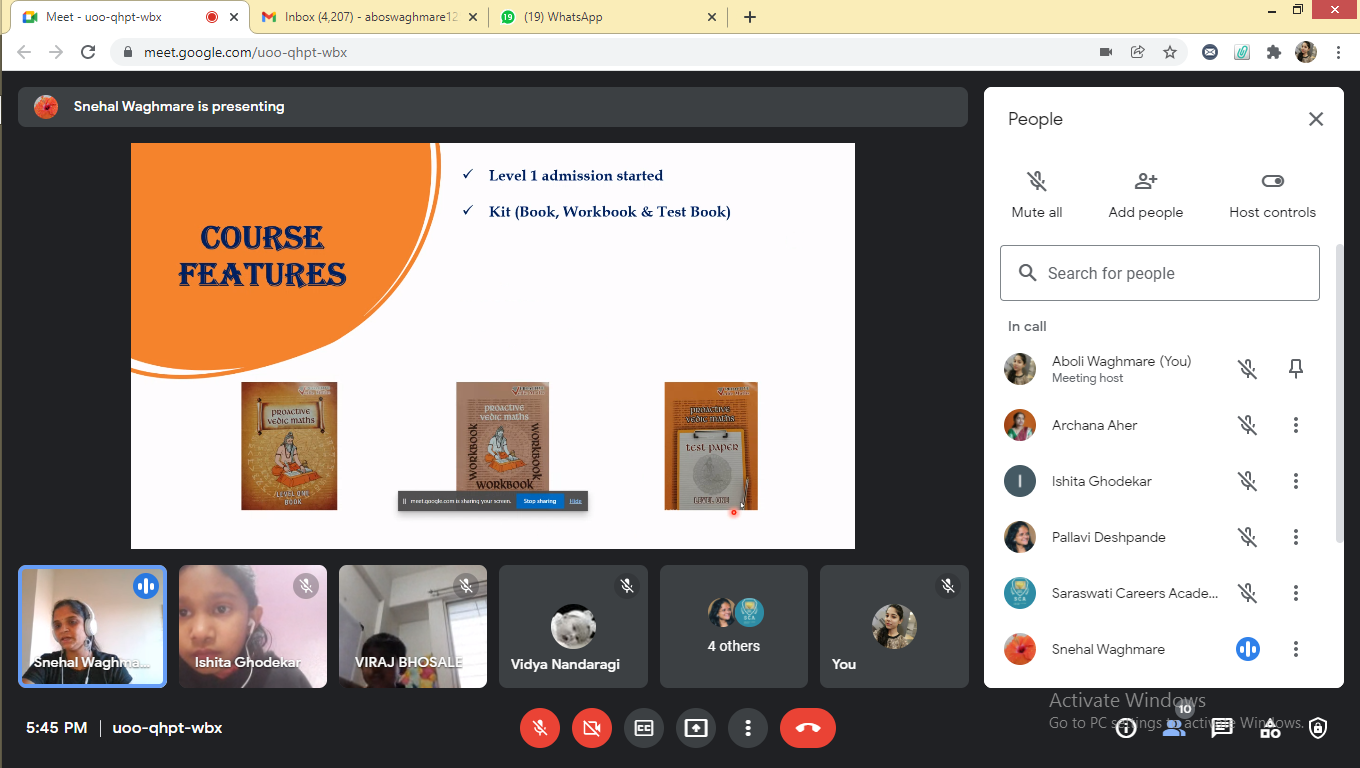 Meet - uoo-qhpt-wbx
Inbox (4,207) - aboswaghmare12
(19) WhatsApp
meet.google.com/uoo-qhpt-wbx
Snehal Waghmare is presenting
COURSE
FEATURES
✓ Level 1 admission started
✓ Kit (Book, Workbook & Test Book)
PROACTIVE
VEDIC MATHS
LEVEL ONE
BOOK
PROACTIVE
VEDIC MATHS
WORKBOOK
WORKBOOK
WORKBOOK
PROACTIVE
VEDIC MATHS
TEST PAPER
LEVEL ONE
meet.google.com is sharing your screen.
Stop sharing
Hide
Snehal Waghma...
Ishita Ghodekar
VIRAJ BHOSALE
Vidya Nandaragi
4 others
You
SCA
People
Mute all
Add people
Host controls
Search for people
In call
Aboli Waghmare (You)
Meeting host
Archana Aher
I
Ishita Ghodekar
Pallavi Deshpande
SCA
Saraswati Careers Acade...
Snehal Waghmare
5:45 PM
uoo-qhpt-wbx
10
Activate Windows
Go to PC settings to activate Windows.